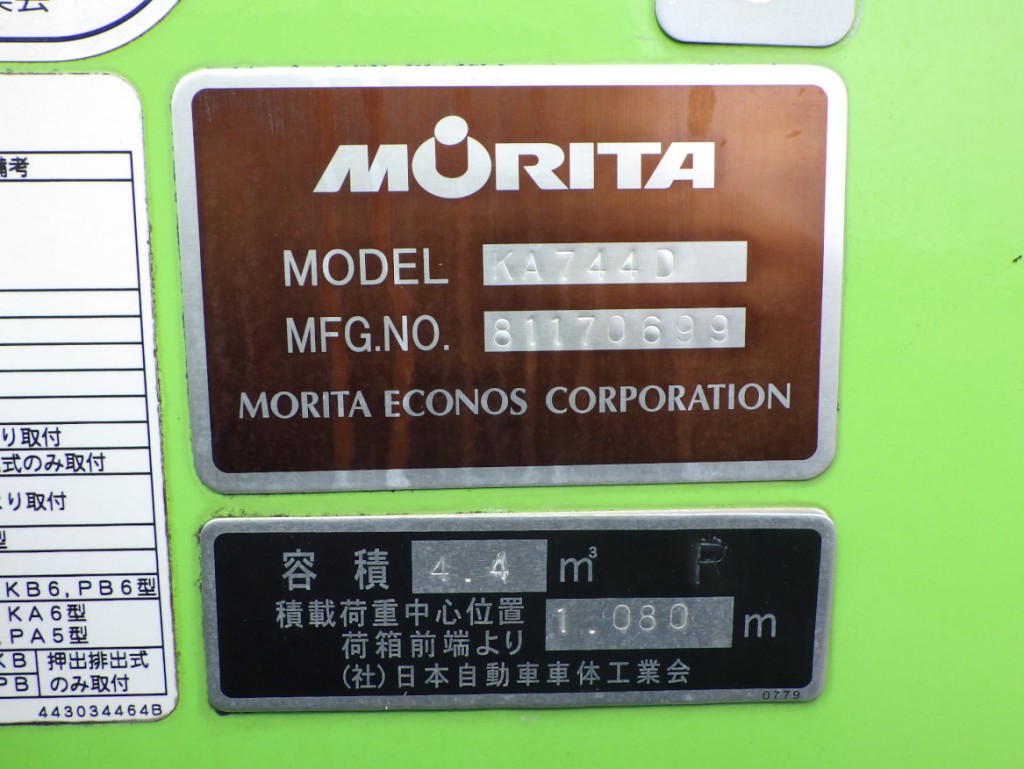 備考
り取付
式のみ取付
り取付
型
KB6,PB6型
KA6型
,PA5型
KB 押出排出式
PB のみ取付
443034464B
MORITA
MODEL KA744D
MFG.NO. 81170699
MORITA ECONOS CORPORATION
容積 4.4 m³ R
積載荷重中心位置
荷箱前端より 1.080 m
(社)日本自動車車体工業会
0779